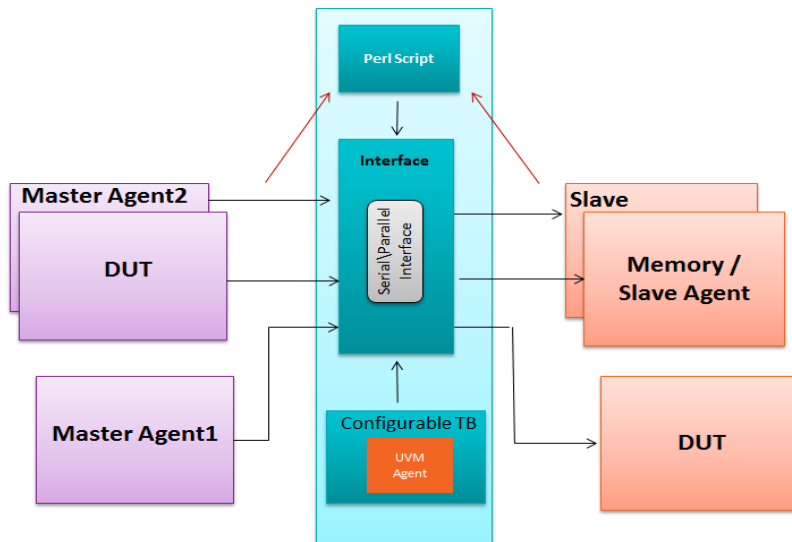 Perl Script
Interface
Serial\Parallel
Interface
Master Agent2
DUT
Master Agent1
Slave
Memory /
Slave Agent
DUT
Configurable TB
UVM
Agent